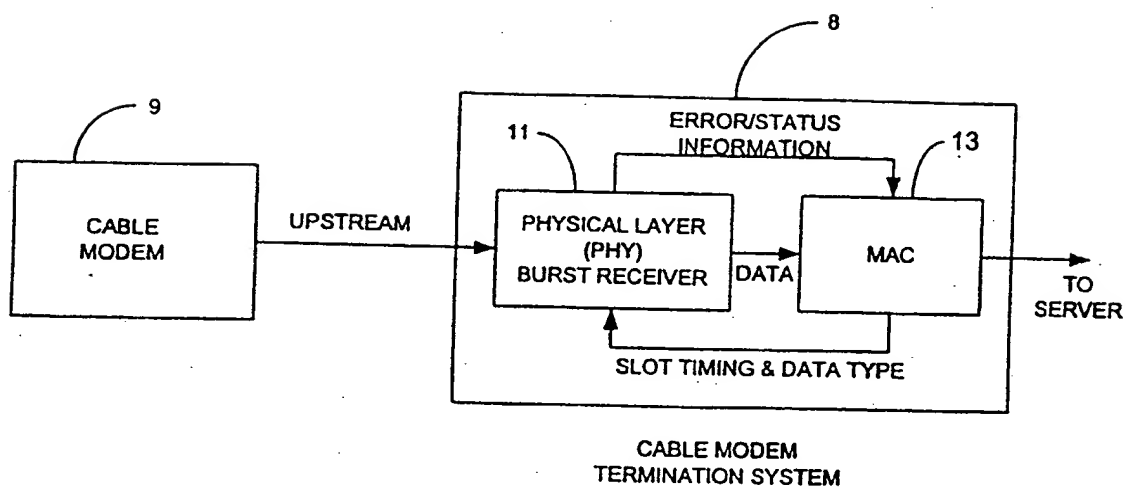 8
9
11
ERROR/STATUS
INFORMATION
13
CABLE
MODEM
UPSTREAM
PHYSICAL LAYER
(PHY)
BURST RECEIVER
DATA
MAC
TO
SERVER
SLOT TIMING & DATA TYPE
CABLE MODEM
TERMINATION SYSTEM